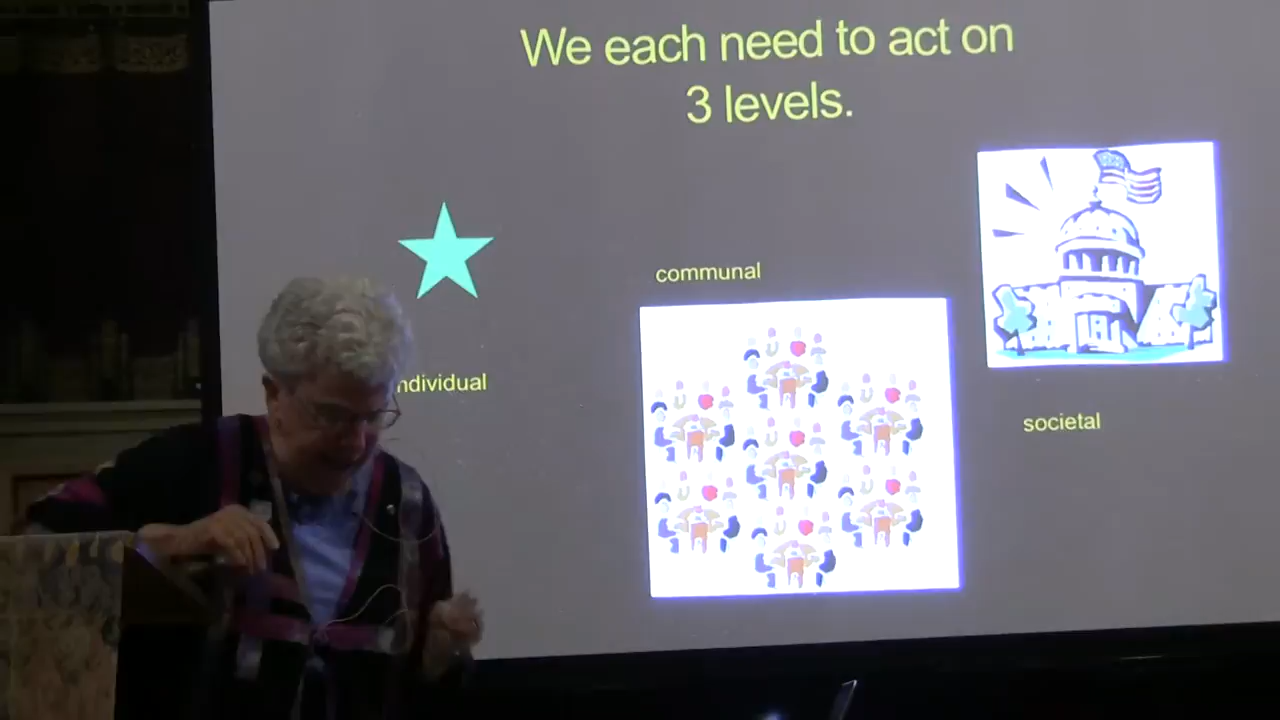 We each need to act on
3 levels.
communal
ndividual
societal